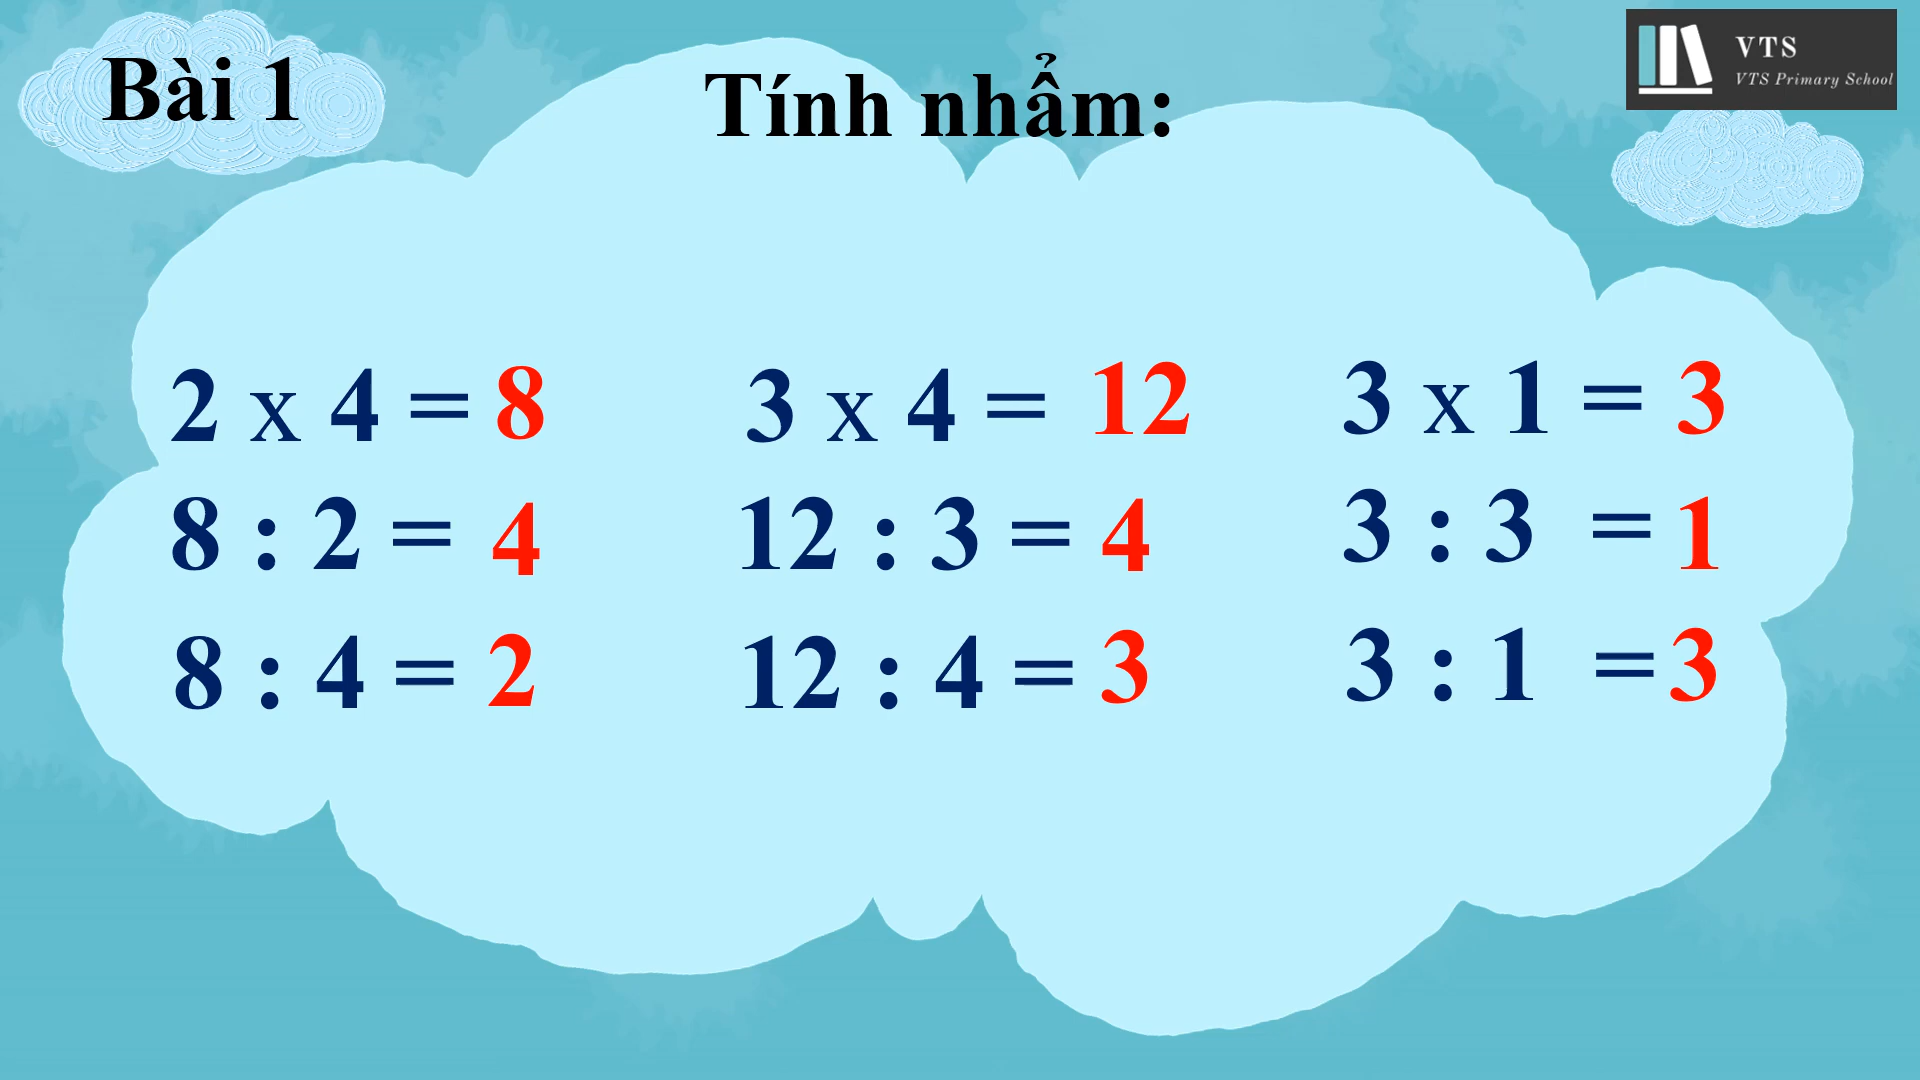 Bài 1
Tính nhẩm:
VTS
VTS Primary School
2 x 4 = 8
3 x 4 = 12
3 x 1 = 3
8 : 2 = 4
12 : 3 = 4
3 : 3 = 1
8 : 4 = 2
12 : 4 = 3
3 : 1 = 3